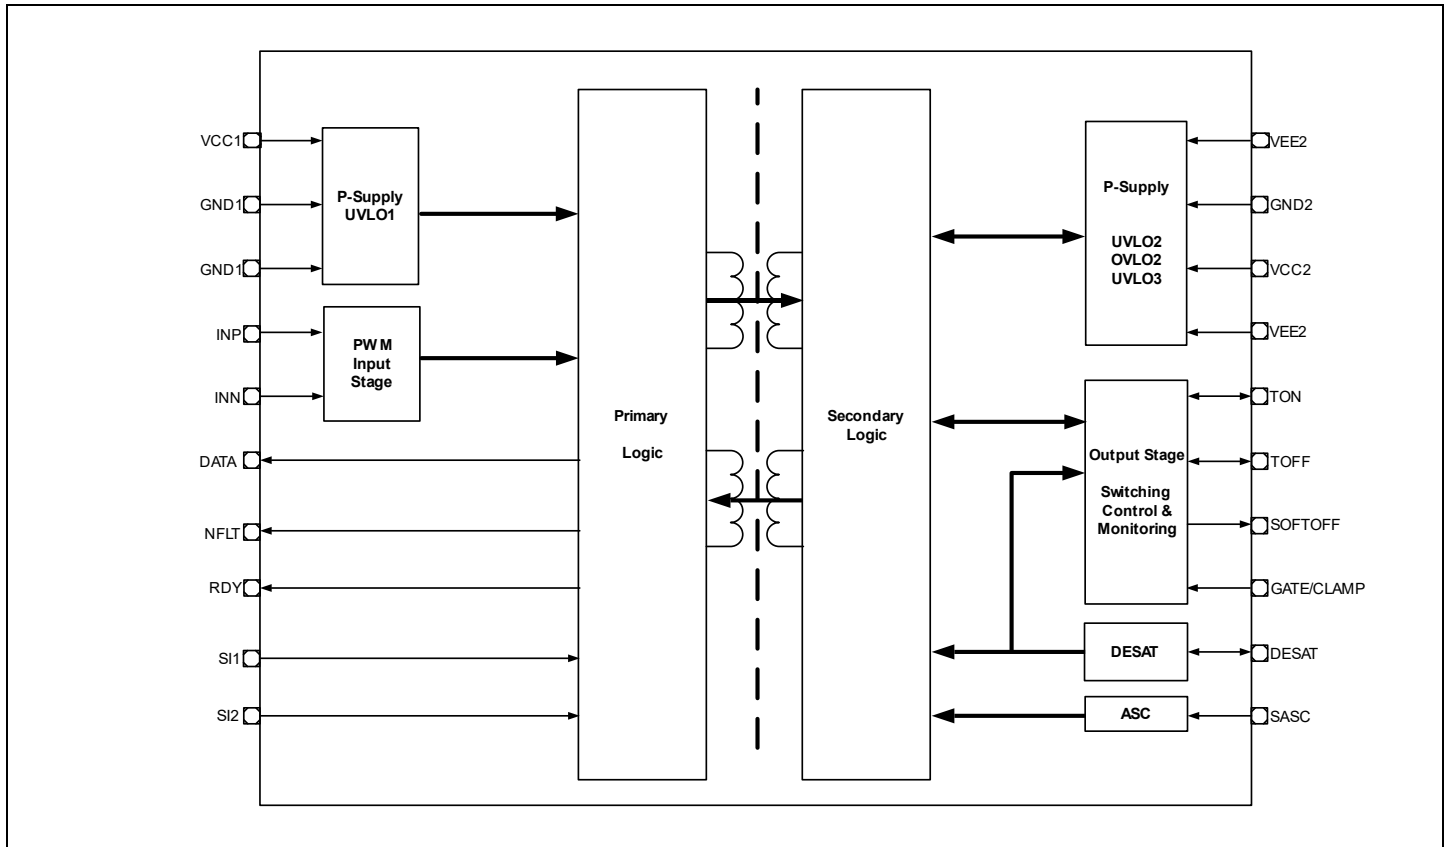 VCC1
GND1
GND1
INP
INN
DATA
NFLT
RDY
SI1
SI2
P-Supply
UVLO1
PWM
Input
Stage
Primary
Logic
Secondary
Logic
P-Supply
UVLO2
OVLO2
UVLO3
Output Stage
Switching
Control &
Monitoring
DESAT
ASC
VEE2
GND2
VCC2
VEE2
TON
TOFF
SOFTOFF
GATE/CLAMP
DESAT
SASC